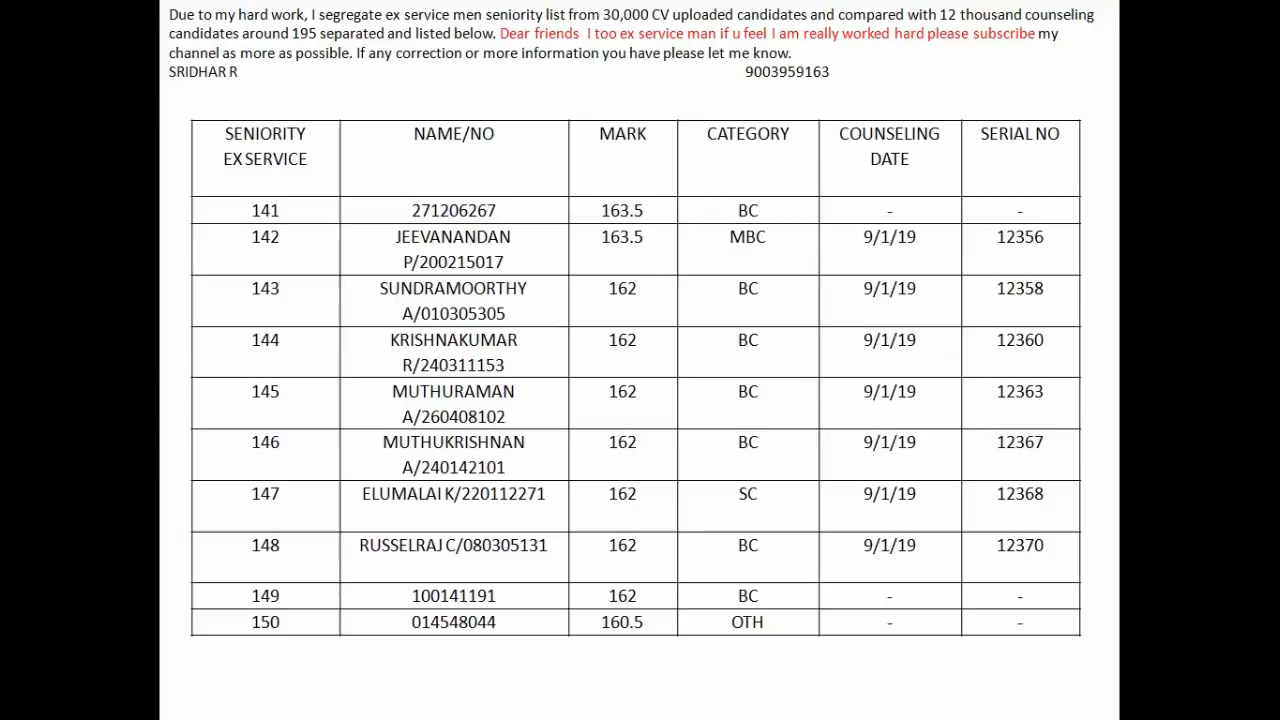 Due to my hard work, I segregate ex service men seniority list from 30,000 CV uploaded candidates and compared with 12 thousand counseling
candidates around 195 separated and listed below. Dear friends I too ex service man if u feel I am really worked hard please subscribe my
channel as more as possible. If any correction or more information you have please let me know.
SRIDHAR R 9003959163
SENIORITY NAME/NO MARK CATEGORY COUNSELING SERIAL NO
EX SERVICE DATE
141 271206267 163.5 BC - -
142 JEEVANANDAN 163.5 MBC 9/1/19 12356
P/200215017
143 SUNDRAMOORTHY 162 BC 9/1/19 12358
A/010305305
144 KRISHNAKUMAR 162 BC 9/1/19 12360
R/240311153
145 MUTHURAMAN 162 BC 9/1/19 12363
A/260408102
146 MUTHUKRISHNAN 162 BC 9/1/19 12367
A/240142101
147 ELUMALAI K/220112271 162 SC 9/1/19 12368
148 RUSSELRAJ C/080305131 162 BC 9/1/19 12370
149 100141191 162 BC - -
150 014548044 160.5 OTH - -